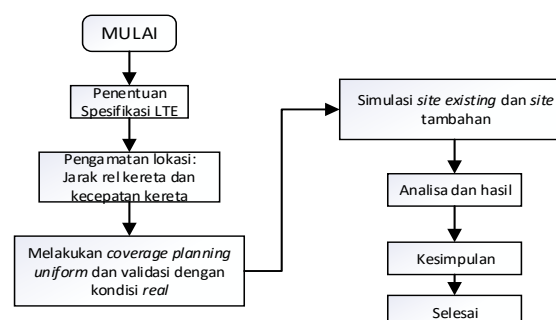 MULAI
Penentuan
Spesifikasi LTE
Pengamatan lokasi:
Jarak rel kereta dan
kecepatan kereta
Melakukan coverage planning
uniform dan validasi dengan
kondisi real
Simulasi site existing dan site
tambahan
Analisa dan hasil
Kesimpulan
Selesai